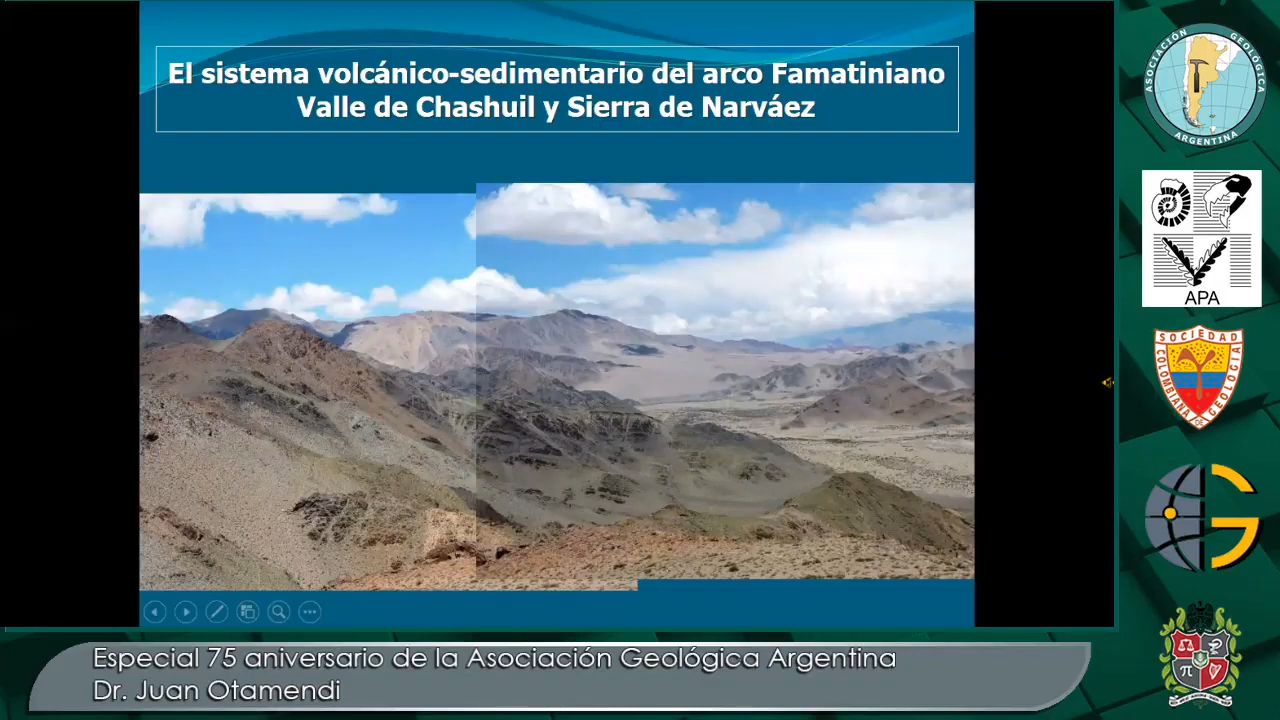 El sistema volcánico-sedimentario del arco Famatiniano
Valle de Chashuil y Sierra de Narváez
ASOCIACIÓN GEOLÓGICA
ARGENTINA
APA
SOCIEDAD
COLOMBIANA DE GEOLOGIA
G
Especial 75 aniversario de la Asociación Geológica Argentina
Dr. Juan Otamendi